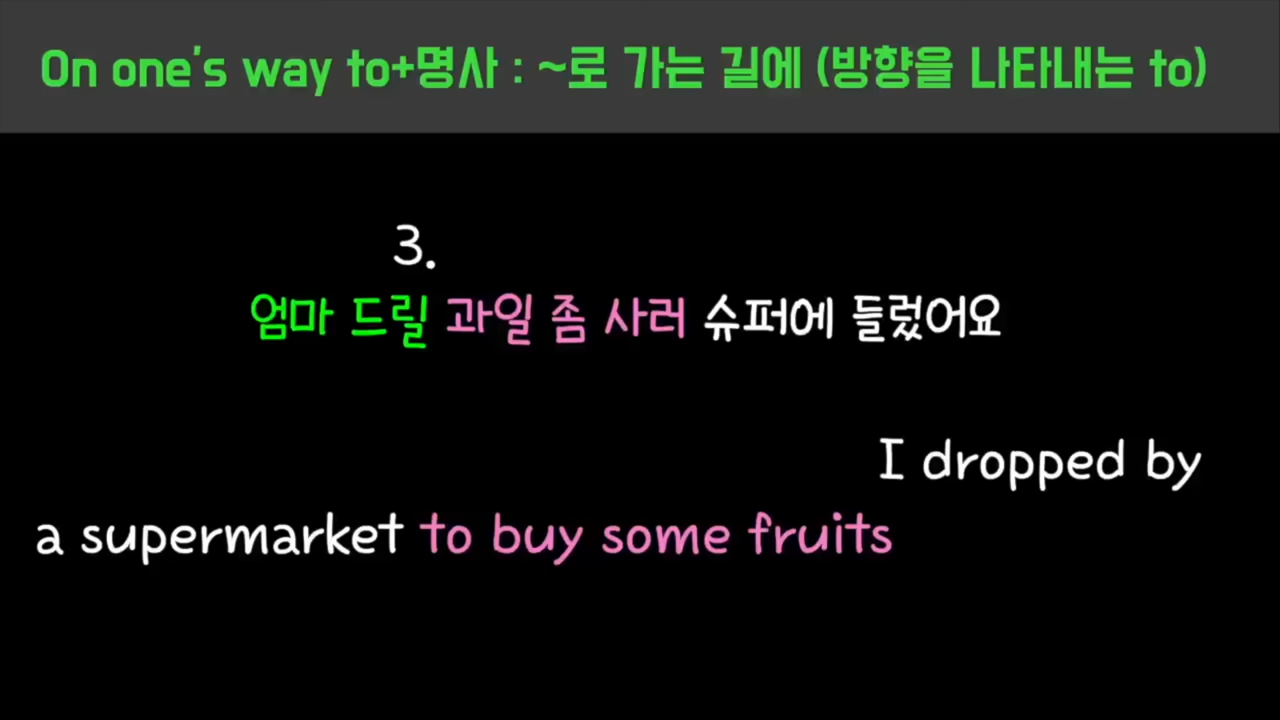 On one's way to+명사 : ~로 가는 길에 (방향을 나타내는 to)
3.
엄마 드릴 과일 좀 사러 슈퍼에 들렀어요
I dropped by
a supermarket to buy some fruits